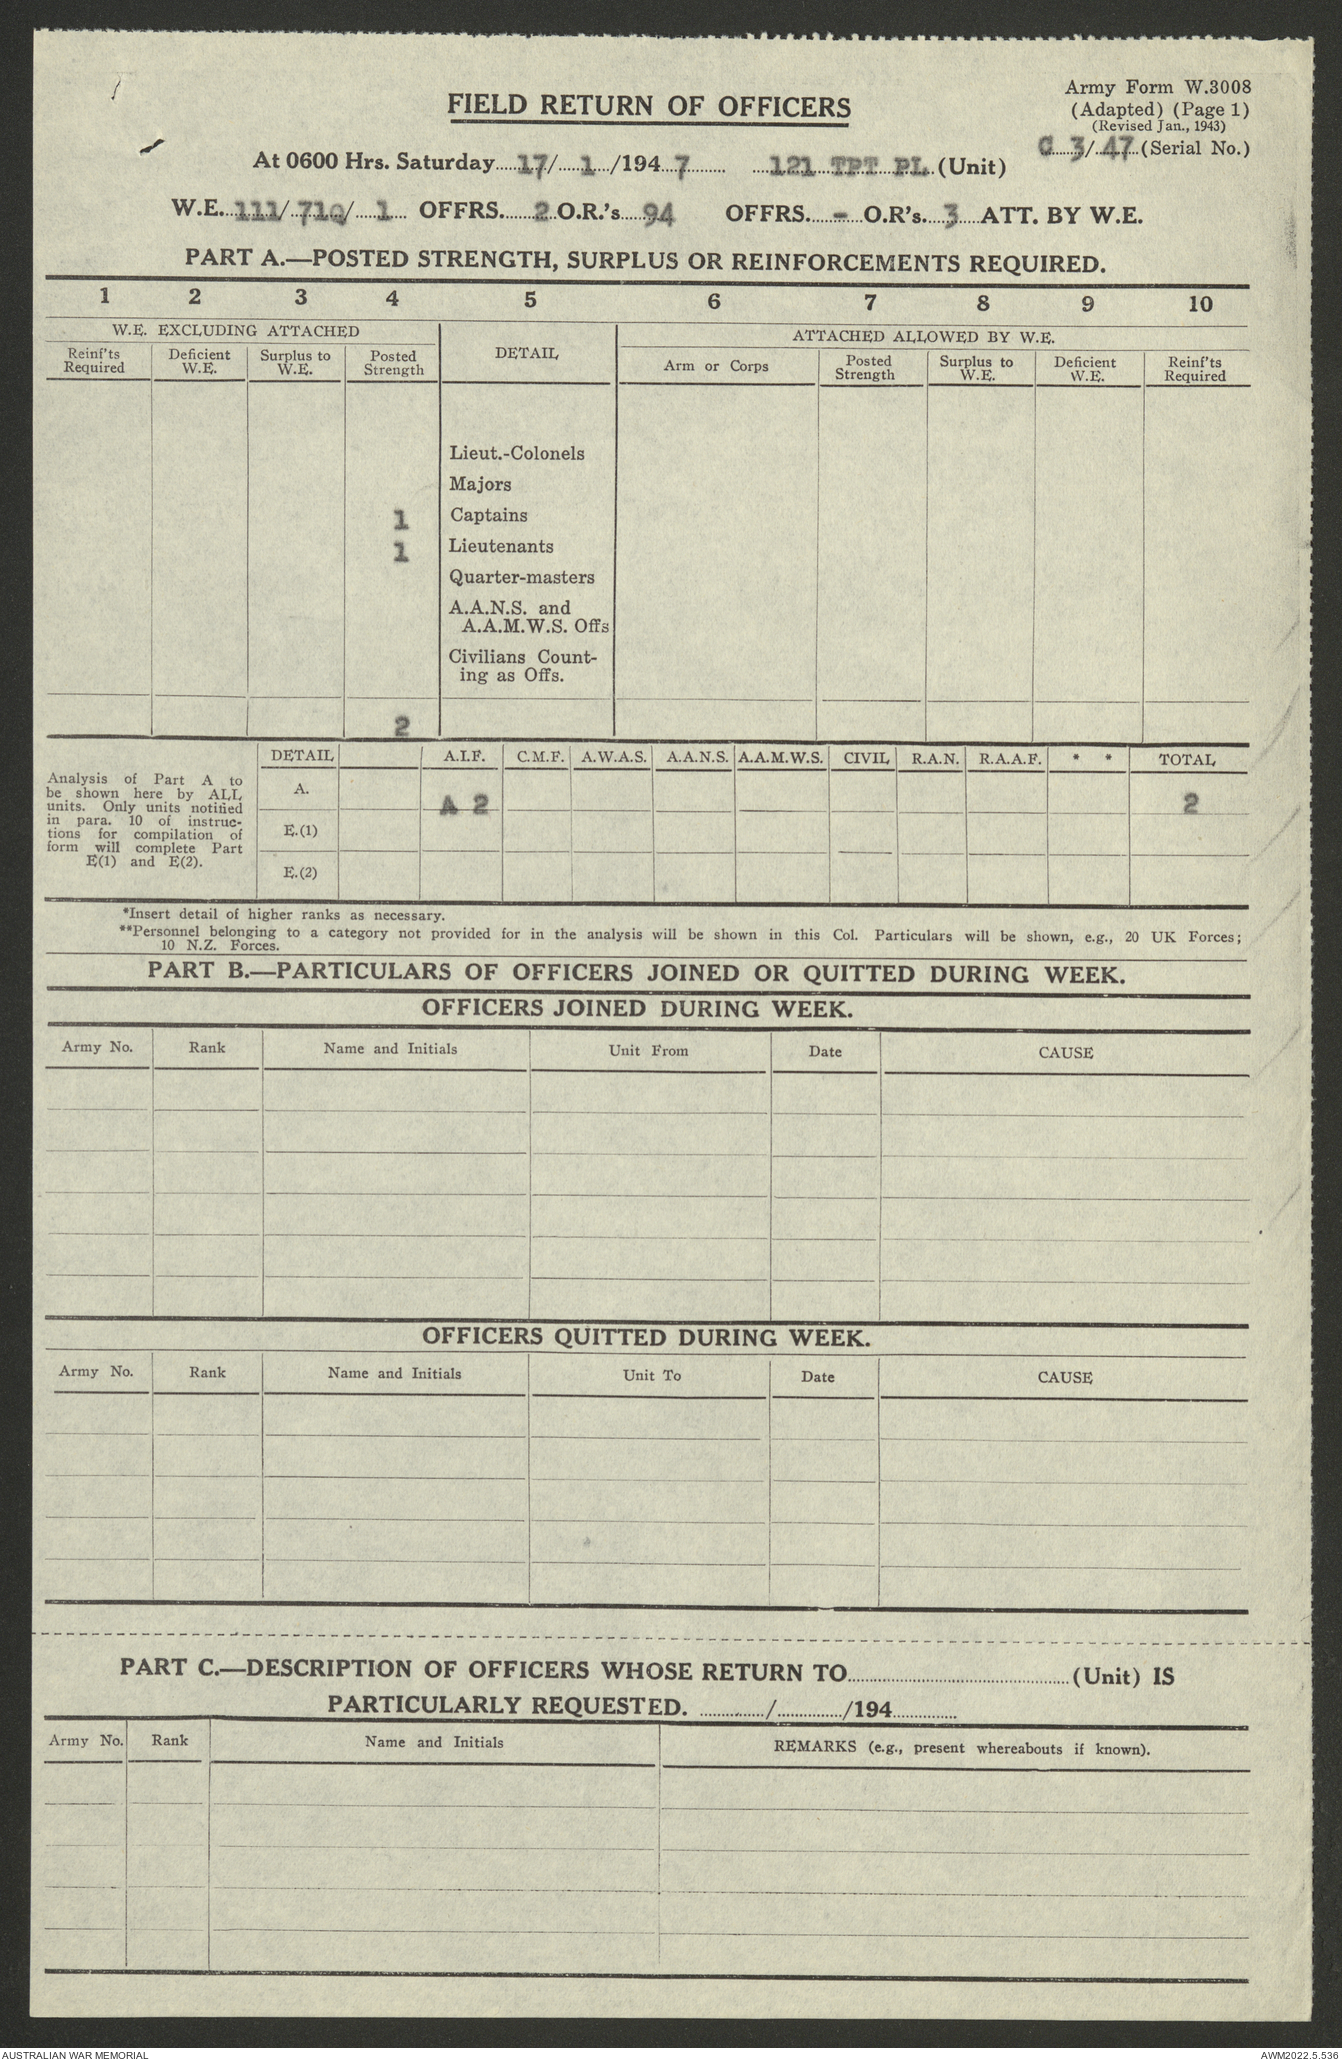 Army Form W.3008
FIELD RETURN OF OFFICERS
(Adapted) (Page 1)
(Revised Jan., 1943)
At 0600 Hrs. Saturday 17/ 1 /194 7 121 TPT PL (Unit)
C 3/ 47 (Serial No.)
W.E. 111/ 71Q/ 1 OFFRS. 2 O.R.'s 94 OFFRS. - O.R's. 3 ATT. BY W.E.
PART A.—POSTED STRENGTH, SURPLUS OR REINFORCEMENTS REQUIRED.
1 2 3 4 5 6 7 8 9 10
W.E. EXCLUDING ATTACHED
DETAIL
ATTACHED ALLOWED BY W.E.
Reinf'ts Required
Deficient W.E.
Surplus to W.E.
Posted Strength
Arm or Corps
Posted Strength
Surplus to W.E.
Deficient W.E.
Reinf'ts Required
Lieut.-Colonels
Majors
1 Captains
1 Lieutenants
Quarter-masters
A.A.N.S. and
A.A.M.W.S. Offs
Civilians Count-
ing as Offs.
2
DETAIL A.I.F. C.M.F. A.W.A.S. A.A.N.S. A.A.M.W.S. CIVIL R.A.N. R.A.A.F. * * TOTAL
Analysis of Part A to
be shown here by ALL
units. Only units notified
in para. 10 of instruc-
tions for compilation of
form will complete Part
E(1) and E(2).
A. A 2 2
E.(1)
E.(2)
*Insert detail of higher ranks as necessary.
**Personnel belonging to a category not provided for in the analysis will be shown in this Col. Particulars will be shown, e.g., 20 UK Forces;
10 N.Z. Forces.
PART B.—PARTICULARS OF OFFICERS JOINED OR QUITTED DURING WEEK.
OFFICERS JOINED DURING WEEK.
Army No. Rank Name and Initials Unit From Date CAUSE
OFFICERS QUITTED DURING WEEK.
Army No. Rank Name and Initials Unit To Date CAUSE
PART C.—DESCRIPTION OF OFFICERS WHOSE RETURN TO (Unit) IS
PARTICULARLY REQUESTED. / /194
Army No. Rank Name and Initials REMARKS (e.g., present whereabouts if known).
AUSTRALIAN WAR MEMORIAL AWM2022.5.536